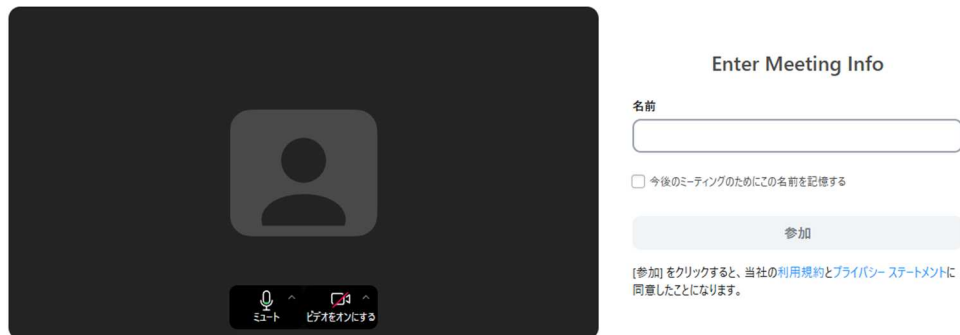 Enter Meeting Info
名前
今後のミーティングのためにこの名前を記憶する
参加
[参加] をクリックすると、当社の利用規約とプライバシー ステートメントに
同意したことになります。
ミュート
ビデオをオンにする